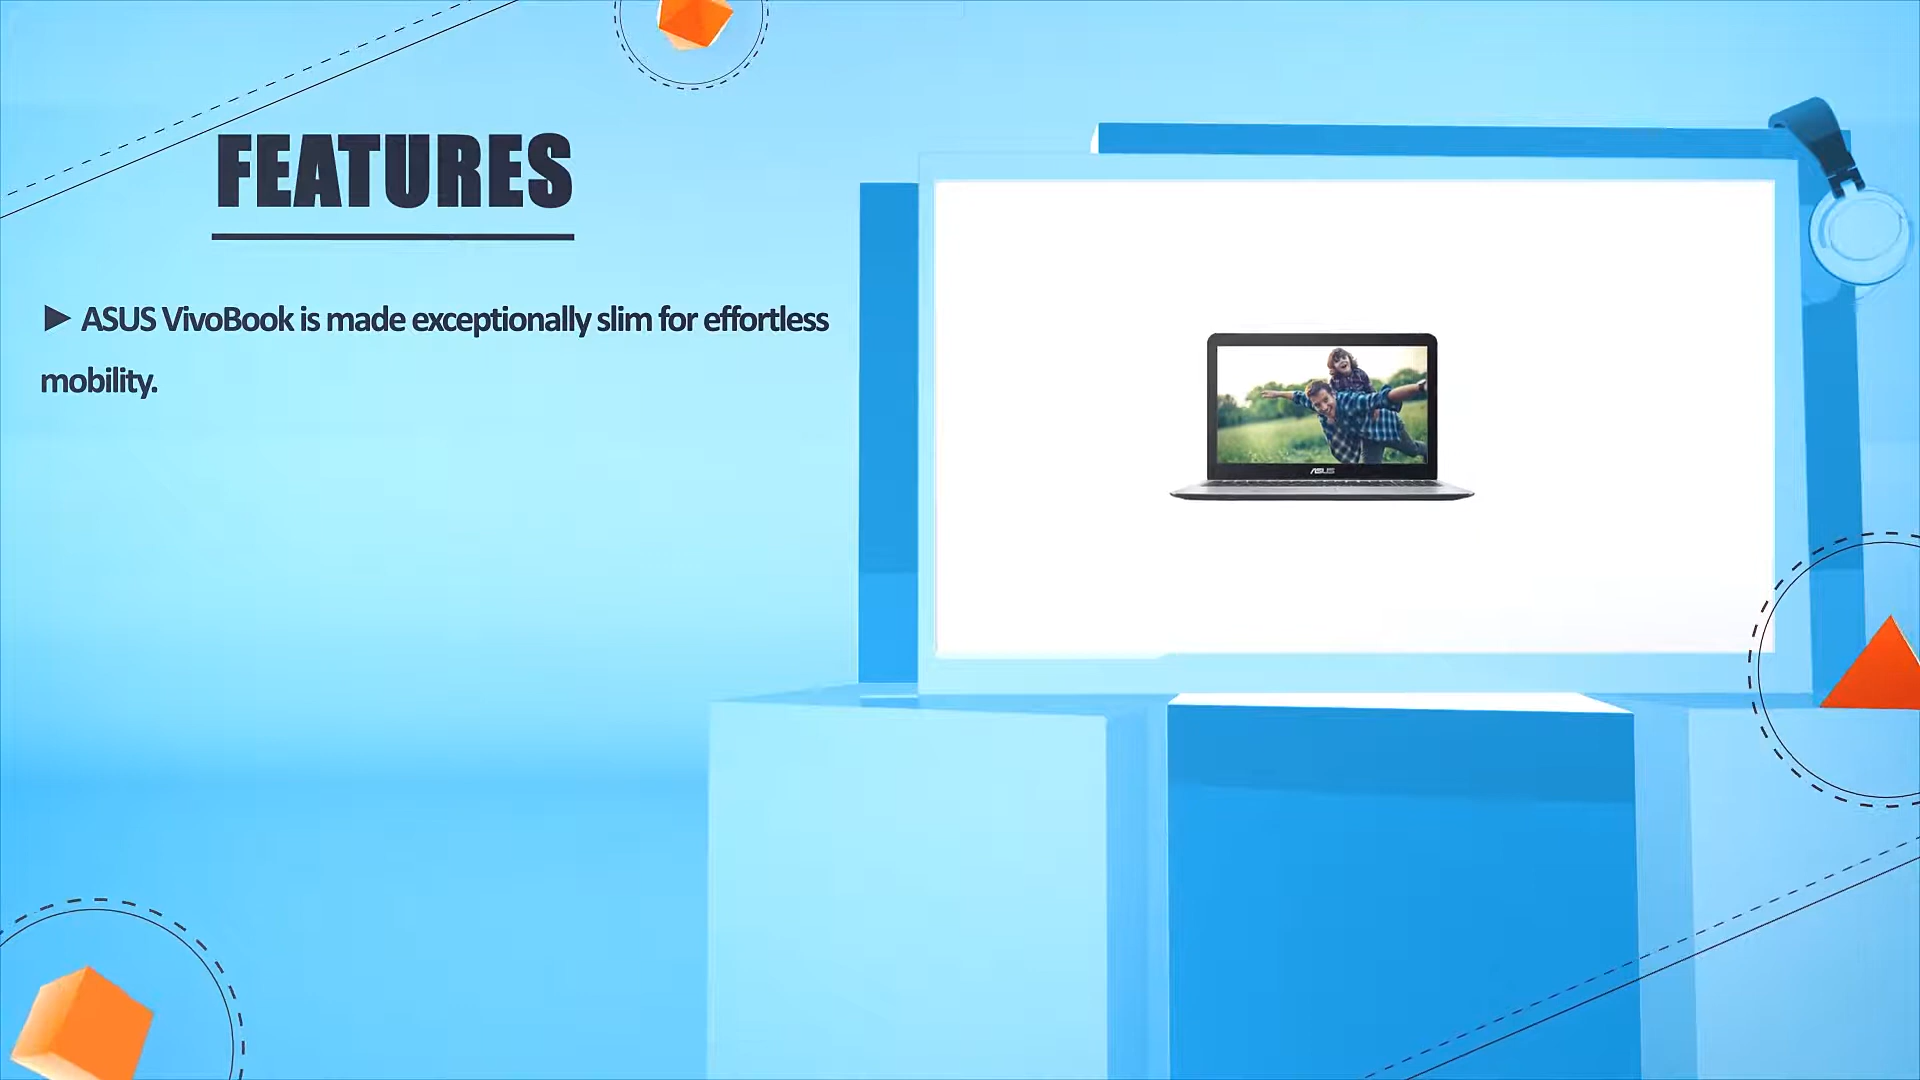 FEATURES
► ASUS VivoBook is made exceptionally slim for effortless
mobility.
ASUS